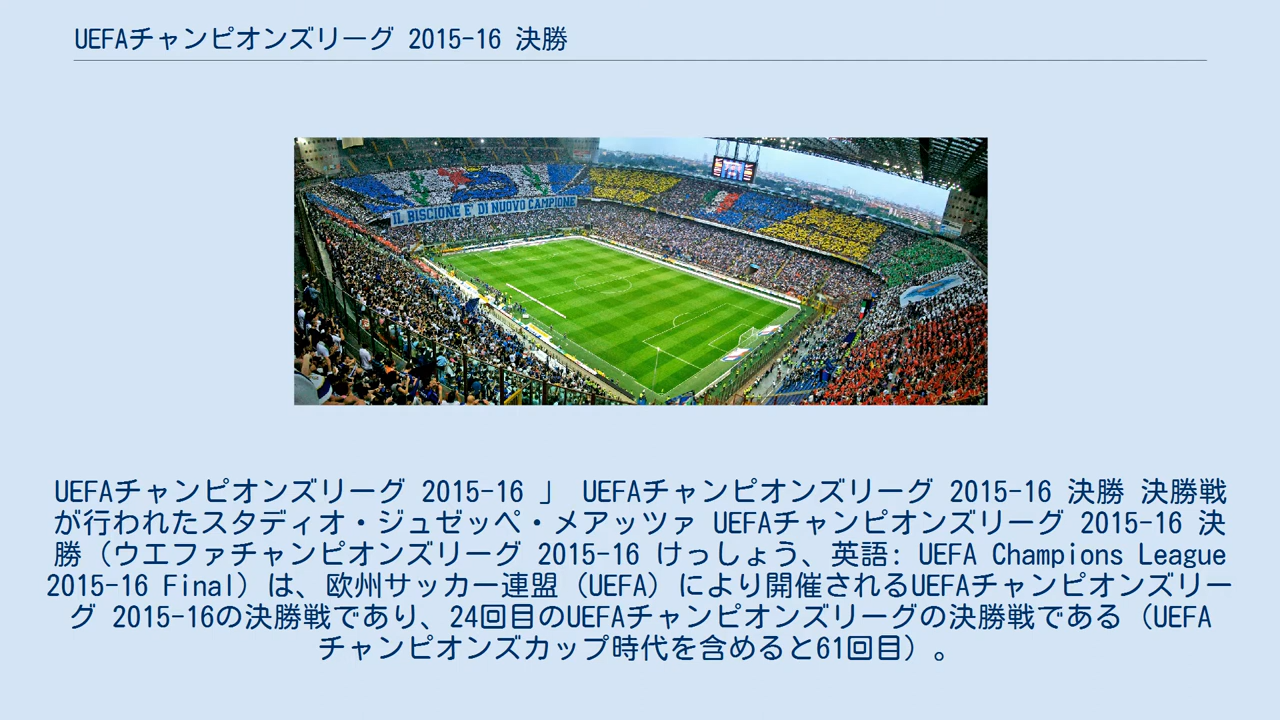 UEFAチャンピオンズリーグ 2015-16 決勝
IL BISCIONE E' DI NUOVO CAMPIONE
UEFAチャンピオンズリーグ 2015-16 」 UEFAチャンピオンズリーグ 2015-16 決勝 決勝戦
が行われたスタディオ・ジュゼッペ・メアッツァ UEFAチャンピオンズリーグ 2015-16 決
勝（ウエファチャンピオンズリーグ 2015-16 けっしょう、英語: UEFA Champions League
2015-16 Final）は、欧州サッカー連盟（UEFA）により開催されるUEFAチャンピオンズリー
グ 2015-16の決勝戦であり、24回目のUEFAチャンピオンズリーグの決勝戦である（UEFA
チャンピオンズカップ時代を含めると61回目）。